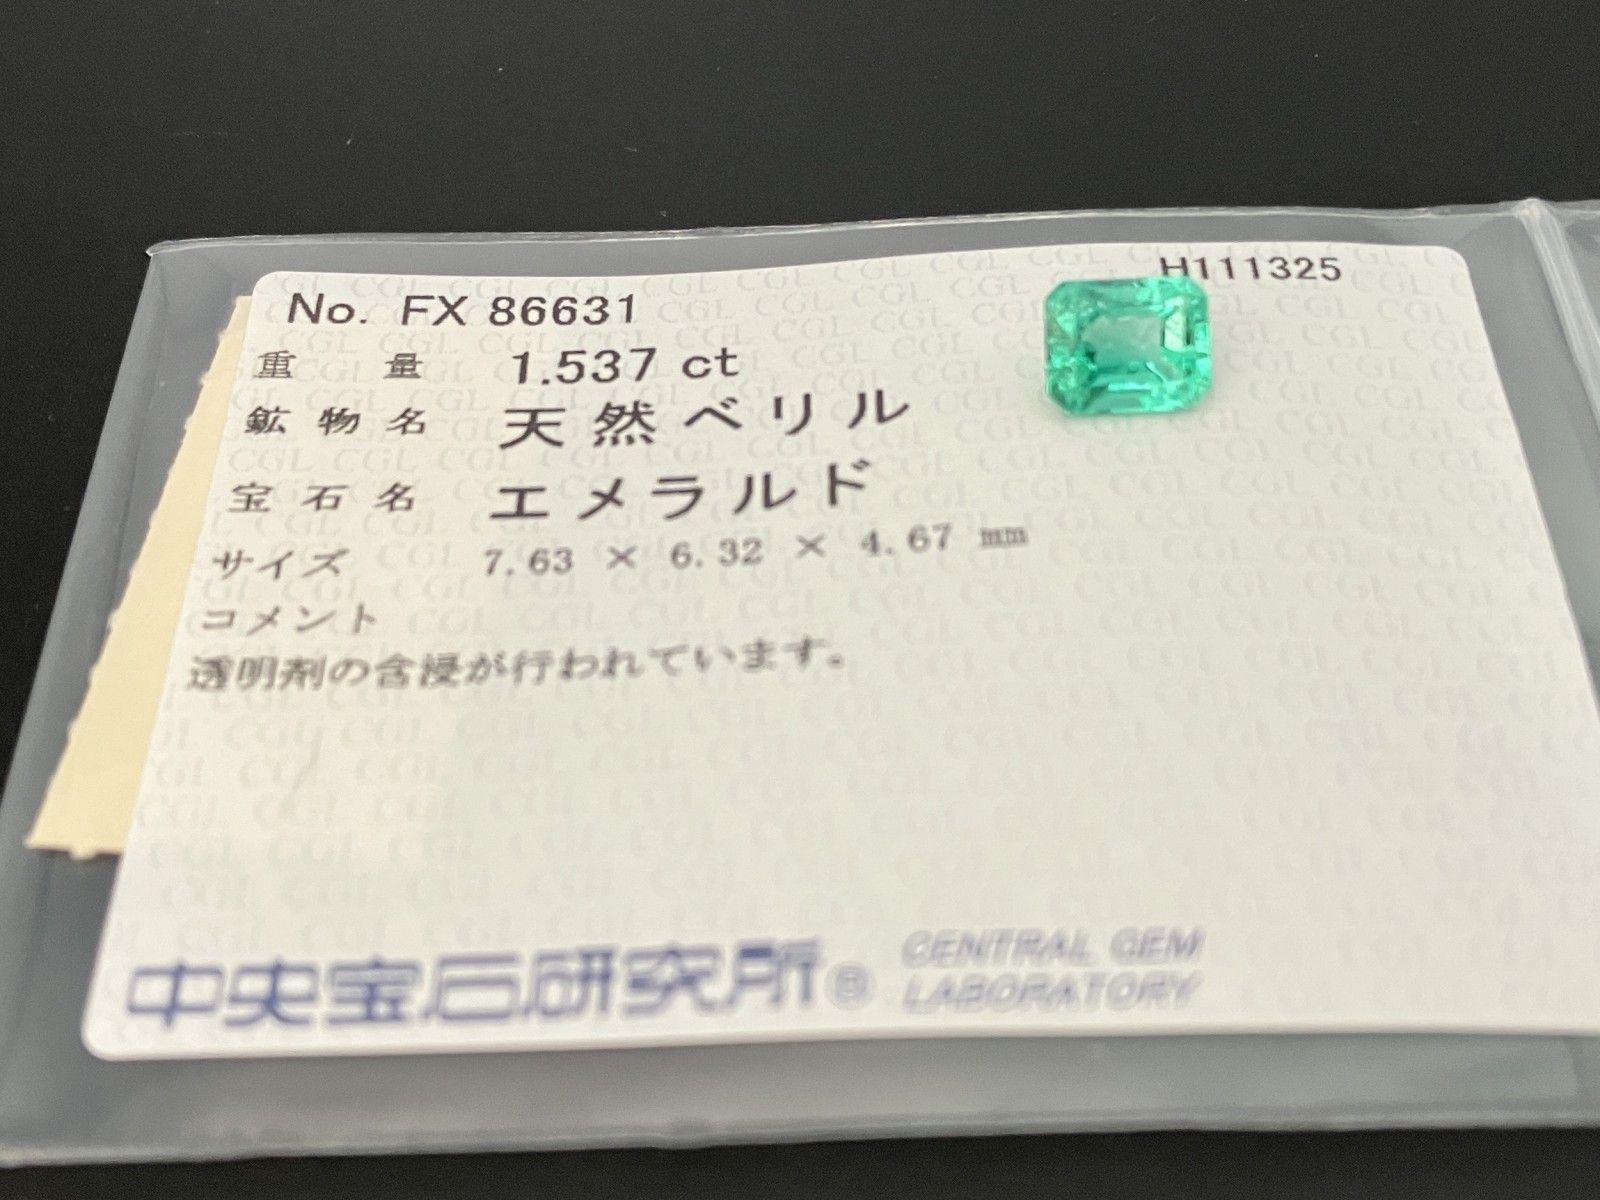 H111325
No. FX 86631
重量 1.537 ct
鉱物名 天然ベリル
宝石名 エメラルド
サイズ 7.63 × 6.32 × 4.67 mm
コメント
透明剤の含浸が行われています。
中央宝石研究所® CENTRAL GEM
LABORATORY